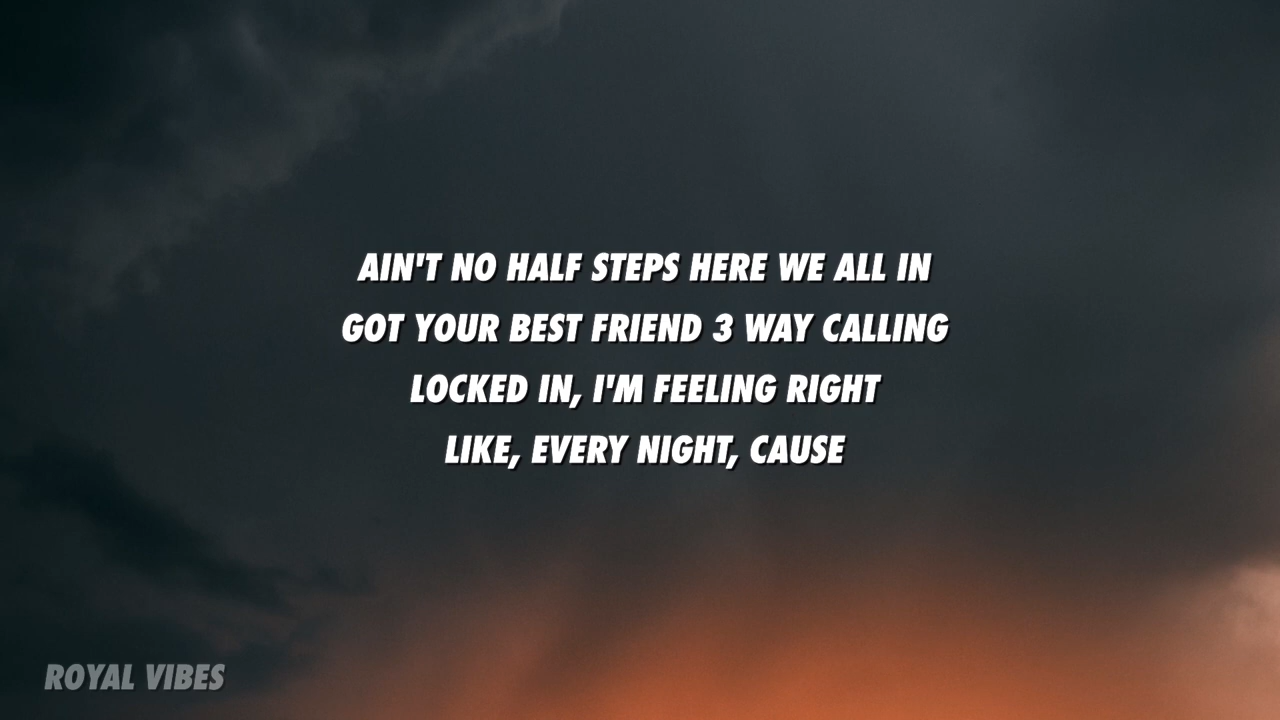 AIN'T NO HALF STEPS HERE WE ALL IN
GOT YOUR BEST FRIEND 3 WAY CALLING
LOCKED IN, I'M FEELING RIGHT
LIKE, EVERY NIGHT, CAUSE
ROYAL VIBES